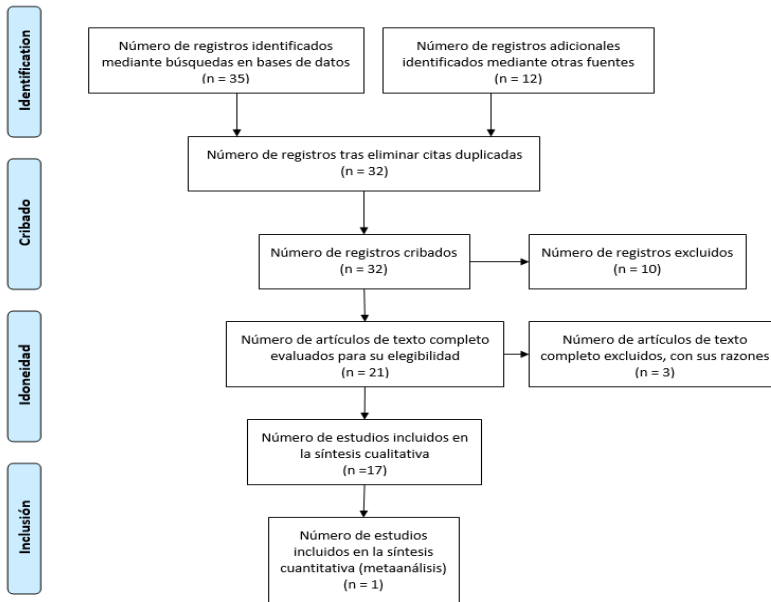 Identification
Número de registros identificados
mediante búsquedas en bases de datos
(n = 35)
Número de registros adicionales
identificados mediante otras fuentes
(n = 12)
Número de registros tras eliminar citas duplicadas
(n = 32)
Cribado
Número de registros cribados
(n = 32)
Número de registros excluidos
(n = 10)
Idoneidad
Número de artículos de texto completo
evaluados para su elegibilidad
(n = 21)
Número de artículos de texto
completo excluidos, con sus razones
(n = 3)
Número de estudios incluidos en
la síntesis cualitativa
(n =17)
Inclusión
Número de estudios
incluidos en la síntesis
cuantitativa (metaanálisis)
(n = 1)